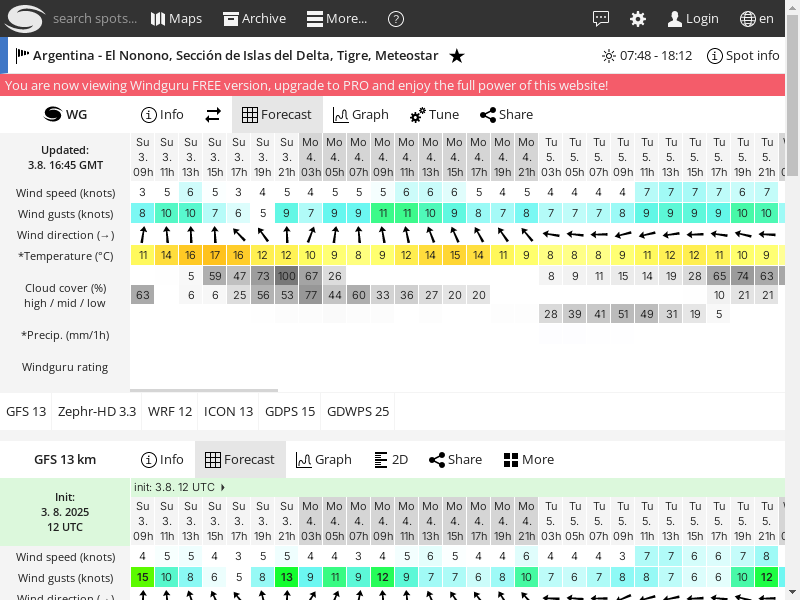 search spots... Maps Archive More... ? Login en
Argentina - El Nonono, Sección de Islas del Delta, Tigre, Meteostar ★ 07:48 - 18:12 Spot info
You are now viewing Windguru FREE version, upgrade to PRO and enjoy the full power of this website!
WG Info Forecast Graph Tune Share
Updated:
3.8. 16:45 GMT
Su Su Su Su Su Su Su Mo Mo Mo Mo Mo Mo Mo Mo Mo Mo Tu Tu Tu Tu Tu Tu Tu Tu Tu Tu
3. 3. 3. 3. 3. 3. 3. 4. 4. 4. 4. 4. 4. 4. 4. 4. 4. 5. 5. 5. 5. 5. 5. 5. 5. 5. 5.
09h 11h 13h 15h 17h 19h 21h 03h 07h 09h 09h 11h 13h 15h 17h 19h 21h 03h 07h 08h 09h 11h 13h 15h 17h 19h 21h
Wind speed (knots) 3 5 6 5 3 4 5 4 5 5 5 6 6 6 5 4 5 4 4 4 4 7 7 7 7 6 7
Wind gusts (knots) 8 10 10 7 6 5 9 7 9 9 11 11 10 9 8 7 8 7 7 7 8 9 9 9 9 10 10
Wind direction (→)
*Temperature (°C) 11 14 16 17 16 12 12 10 9 8 9 12 14 15 14 11 9 8 8 8 9 11 12 12 11 10 9
Cloud cover (%)
high / mid / low
5 59 47 73 100 67 26 8 9 11 15 14 19 28 65 74 63
63 6 6 25 56 53 77 44 60 33 36 27 20 20 10 21 21
28 39 41 51 49 31 19 5
*Precip. (mm/1h)
Windguru rating
GFS 13 Zephr-HD 3.3 WRF 12 ICON 13 GDPS 15 GDWPS 25
GFS 13 km Info Forecast Graph 2D Share More
init: 3.8. 12 UTC
Init:
3. 8. 2025
12 UTC
Su Su Su Su Su Su Su Mo Mo Mo Mo Mo Mo Mo Mo Mo Mo Tu Tu Tu Tu Tu Tu Tu Tu Tu Tu
3. 3. 3. 3. 3. 3. 3. 4. 4. 4. 4. 4. 4. 4. 4. 4. 4. 5. 5. 5. 5. 5. 5. 5. 5. 5. 5.
09h 11h 13h 15h 17h 19h 21h 03h 07h 08h 09h 11h 13h 15h 17h 19h 21h 03h 07h 08h 09h 11h 13h 15h 17h 19h 21h
Wind speed (knots) 4 5 5 4 3 5 5 4 4 3 4 5 6 5 4 4 6 4 4 4 3 7 7 6 6 7 8
Wind gusts (knots) 15 10 8 6 5 8 13 9 11 9 12 9 7 7 6 8 10 7 6 7 8 8 7 6 6 10 12
Wind direction (→)